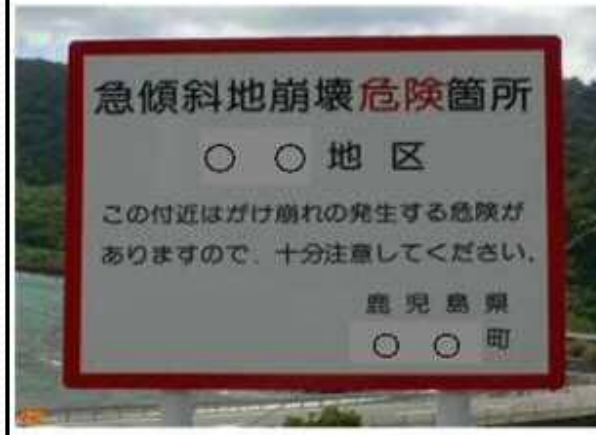 急傾斜地崩壊危険箇所
○ ○ 地 区
この付近はがけ崩れの発生する危険が
ありますので、十分注意してください。
鹿 児 島 県
○ ○ 町